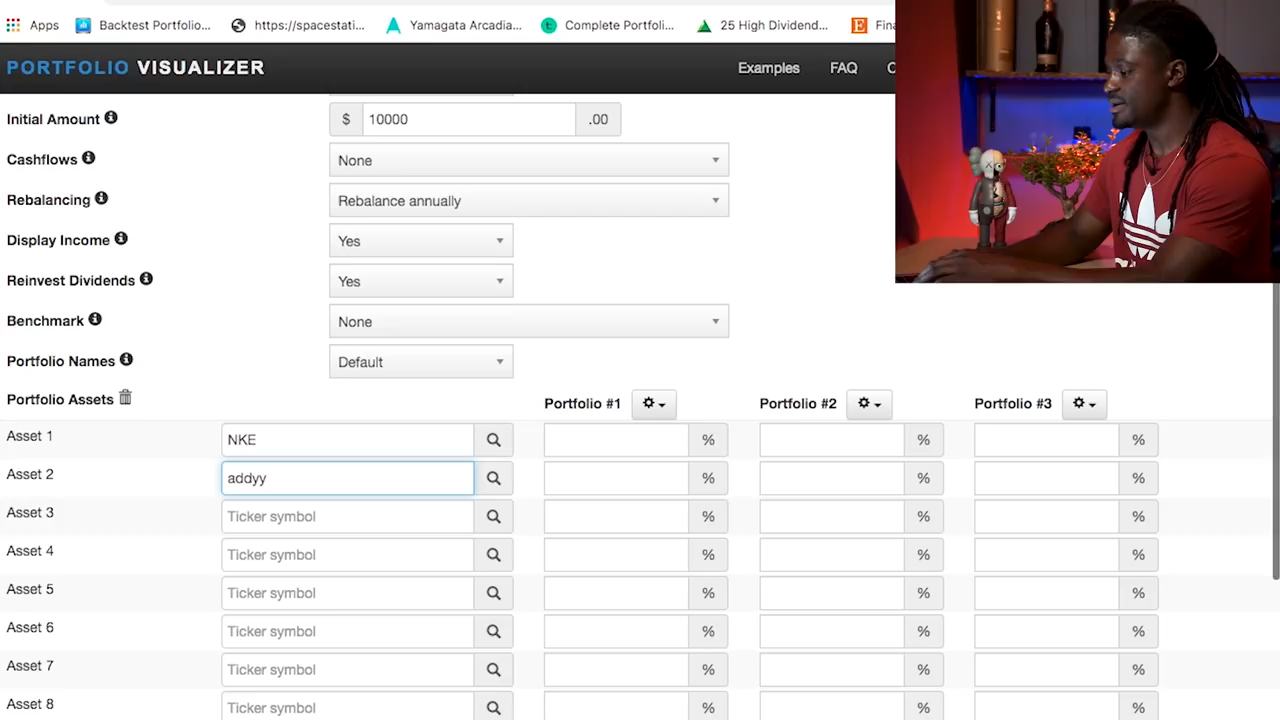 Apps Backtest Portfolio... https://spacestati... Yamagata Arcadia... Complete Portfoli... 25 High Dividend... Fina
PORTFOLIO VISUALIZER Examples FAQ
Initial Amount $ 10000 .00
Cashflows None
Rebalancing Rebalance annually
Display Income Yes
Reinvest Dividends Yes
Benchmark None
Portfolio Names Default
Portfolio Assets Portfolio #1 Portfolio #2 Portfolio #3
Asset 1 NKE % % %
Asset 2 addyy % % %
Asset 3 Ticker symbol % % %
Asset 4 Ticker symbol % % %
Asset 5 Ticker symbol % % %
Asset 6 Ticker symbol % % %
Asset 7 Ticker symbol % % %
Asset 8 Ticker symbol % % %